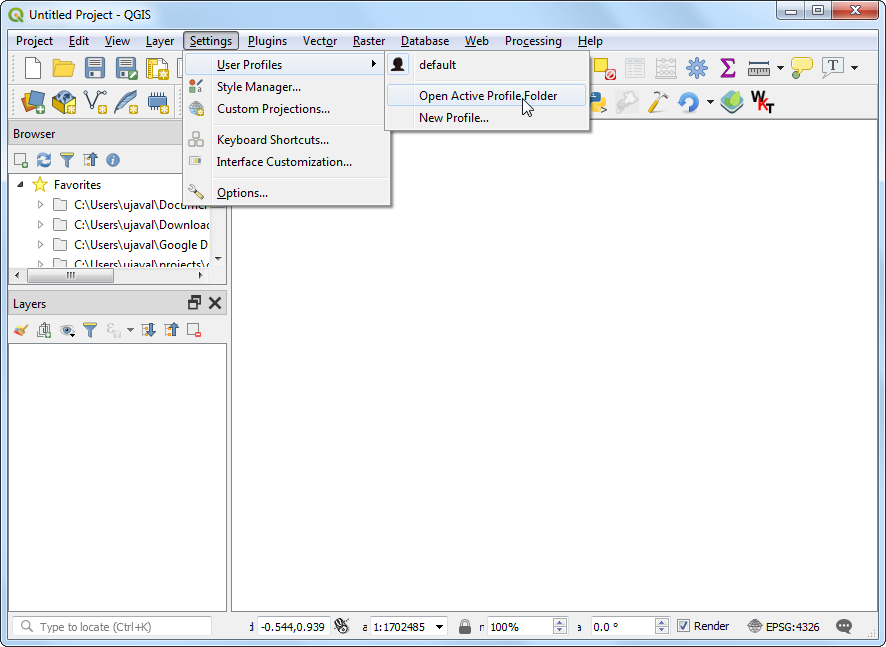 Untitled Project - QGIS
Project Edit View Layer Settings Plugins Vector Raster Database Web Processing Help
User Profiles
Style Manager...
Custom Projections...
Keyboard Shortcuts...
Interface Customization...
Options...
default
Open Active Profile Folder
New Profile...
Σ
T
WKT
Browser
Favorites
C:\Users\ujaval\Documen
C:\Users\ujaval\Downloac
C:\Users\ujaval\Google D
C:\Users\ujaval\projects\
Layers
Type to locate (Ctrl+K)
-0.544,0.939
1:1702485
100%
0.0 °
Render
EPSG:4326